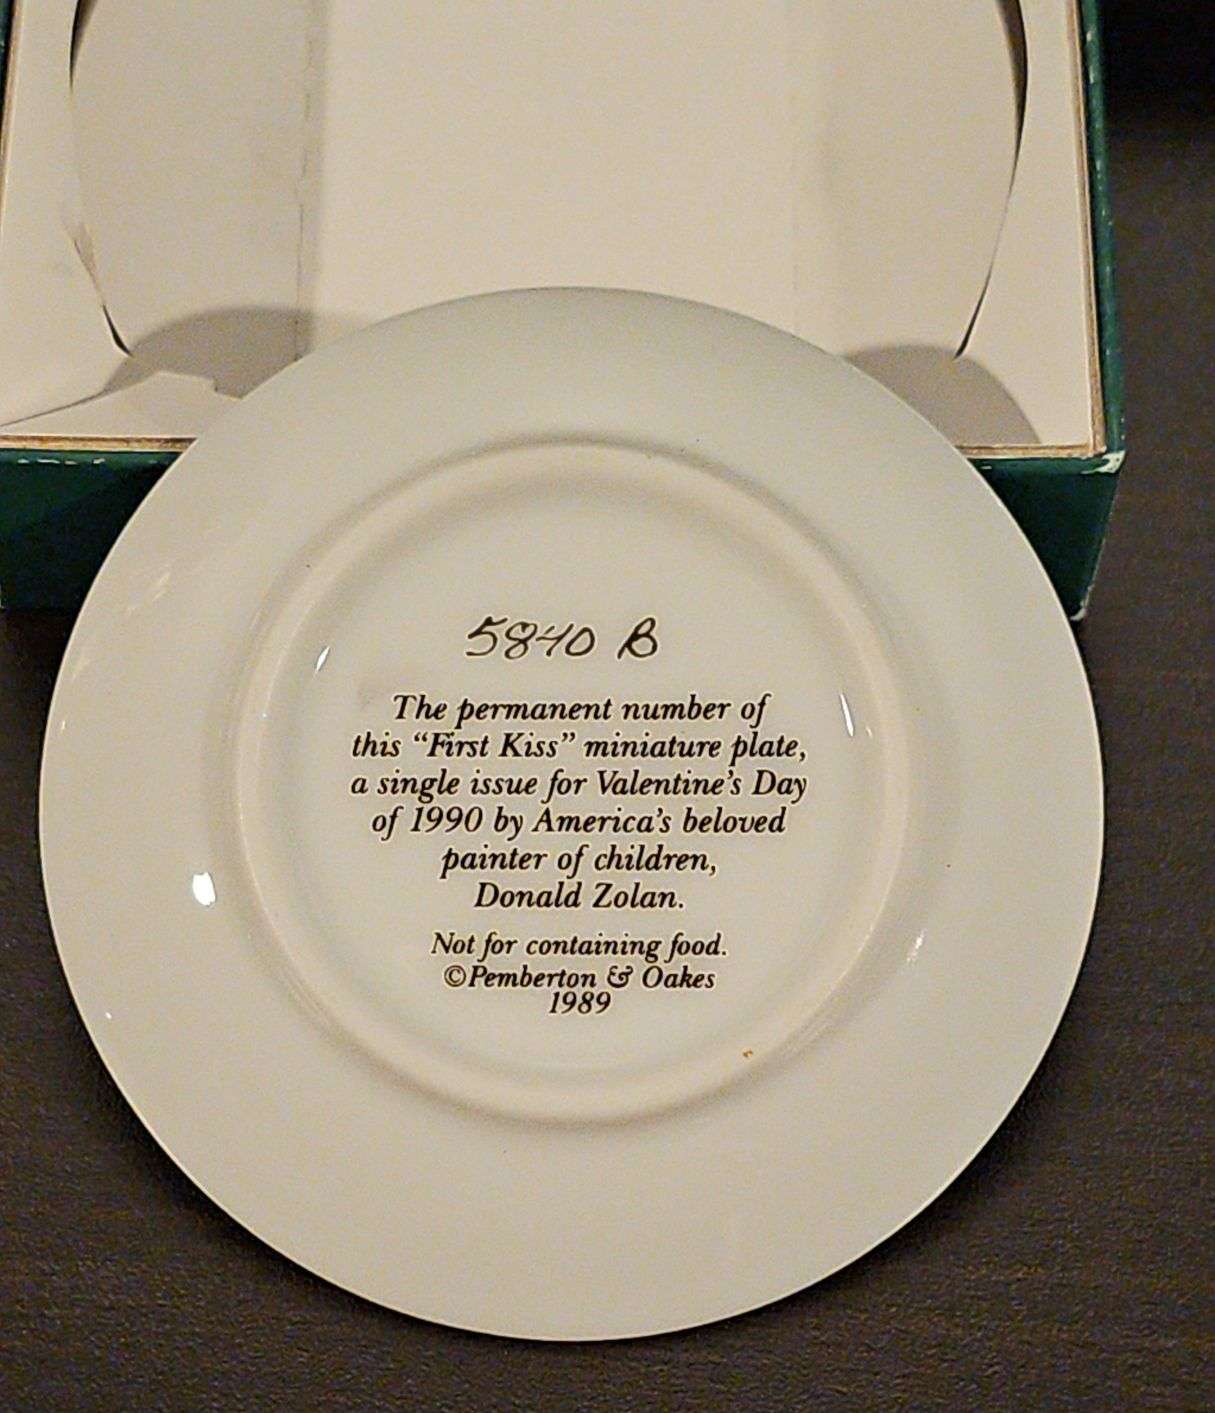 5840 B
The permanent number of
this “First Kiss” miniature plate,
a single issue for Valentine’s Day
of 1990 by America’s beloved
painter of children,
Donald Zolan.
Not for containing food.
©Pemberton & Oakes
1989